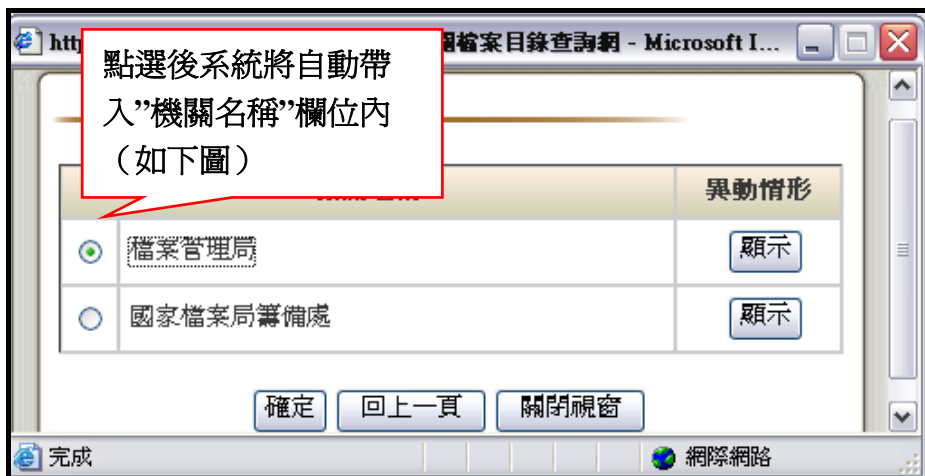 htt
檔案目錄查詢網 - Microsoft I...
點選後系統將自動帶
入”機關名稱”欄位內
（如下圖）
異動情形
檔案管理局
顯示
國家檔案局籌備處
顯示
確定
回上一頁
關閉視窗
完成
網際網路